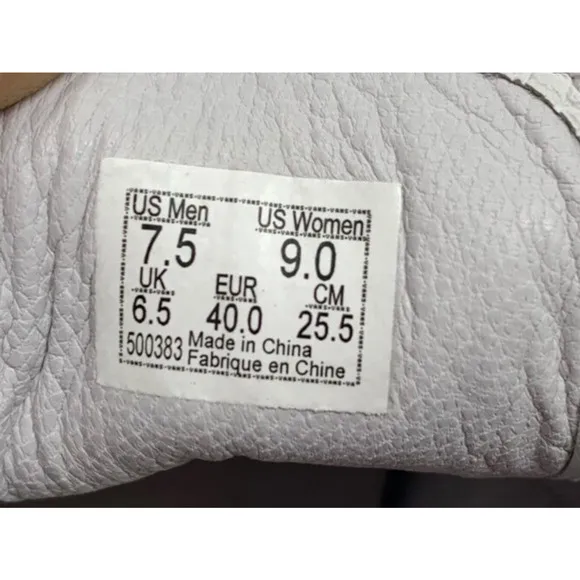 US Men US Women
7.5 9.0
UK EUR CM
6.5 40.0 25.5
500383 Made in China
Fabrique en Chine